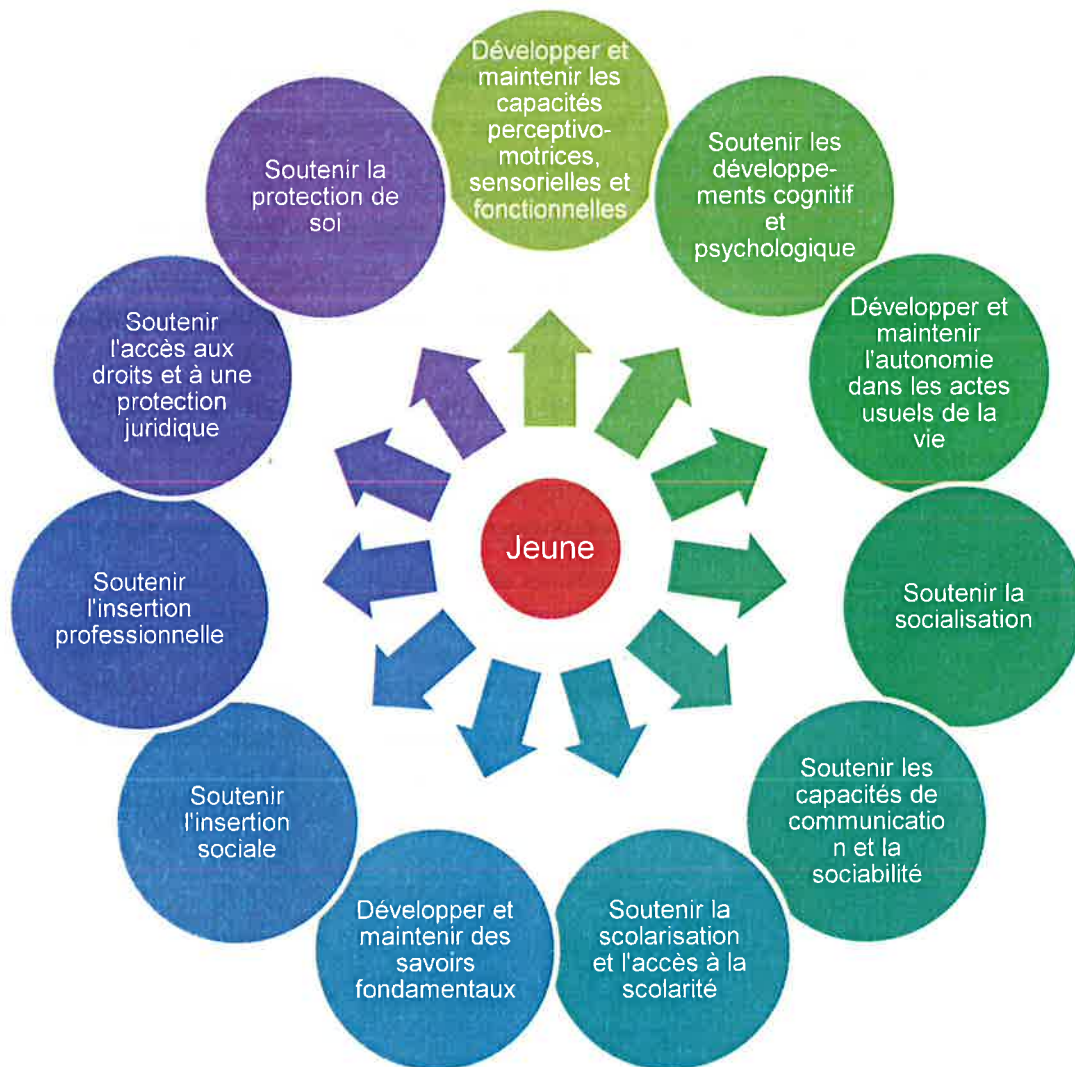 Développer et
maintenir les
capacités
perceptivo-
motrices,
sensorielles et
fonctionnelles
Soutenir les
développe-
ments cognitif
et
psychologique
Développer et
maintenir
l'autonomie
dans les actes
usuels de la
vie
Soutenir la
socialisation
Soutenir les
capacités de
communicatio
n et la
sociabilité
Soutenir la
scolarisation
et l'accès à la
scolarité
Développer et
maintenir des
savoirs
fondamentaux
Soutenir
l'insertion
sociale
Soutenir
l'insertion
professionnelle
Soutenir
l'accès aux
droits et à une
protection
juridique
Soutenir la
protection de
soi
Jeune